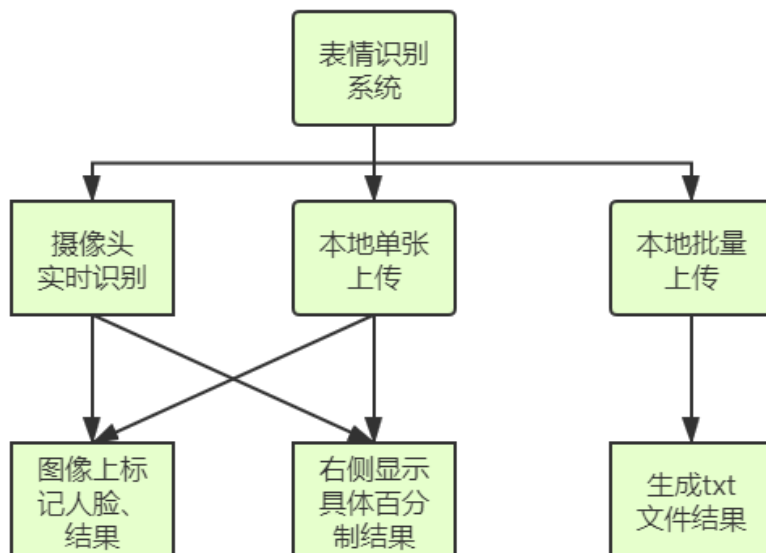 表情识别
系统
摄像头
实时识别
本地单张
上传
本地批量
上传
图像上标
记人脸、
结果
右侧显示
具体百分
制结果
生成txt
文件结果